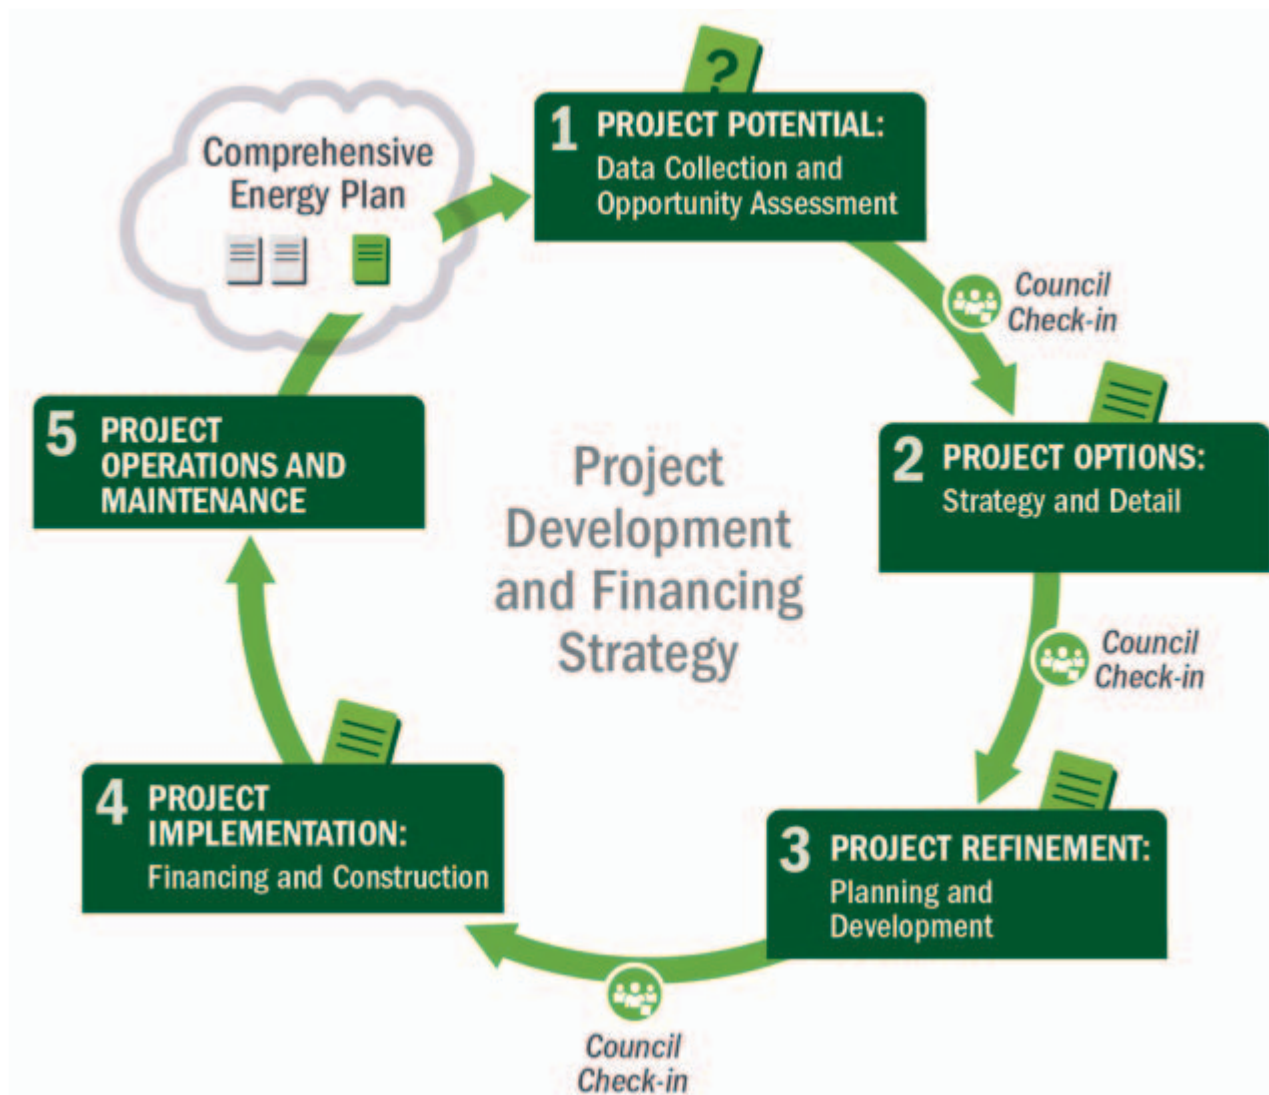 Comprehensive
Energy Plan
?
1 PROJECT POTENTIAL:
Data Collection and
Opportunity Assessment
Council
Check-in
2 PROJECT OPTIONS:
Strategy and Detail
Council
Check-in
3 PROJECT REFINEMENT:
Planning and
Development
Council
Check-in
4 PROJECT
IMPLEMENTATION:
Financing and Construction
5 PROJECT
OPERATIONS AND
MAINTENANCE
Project
Development
and Financing
Strategy